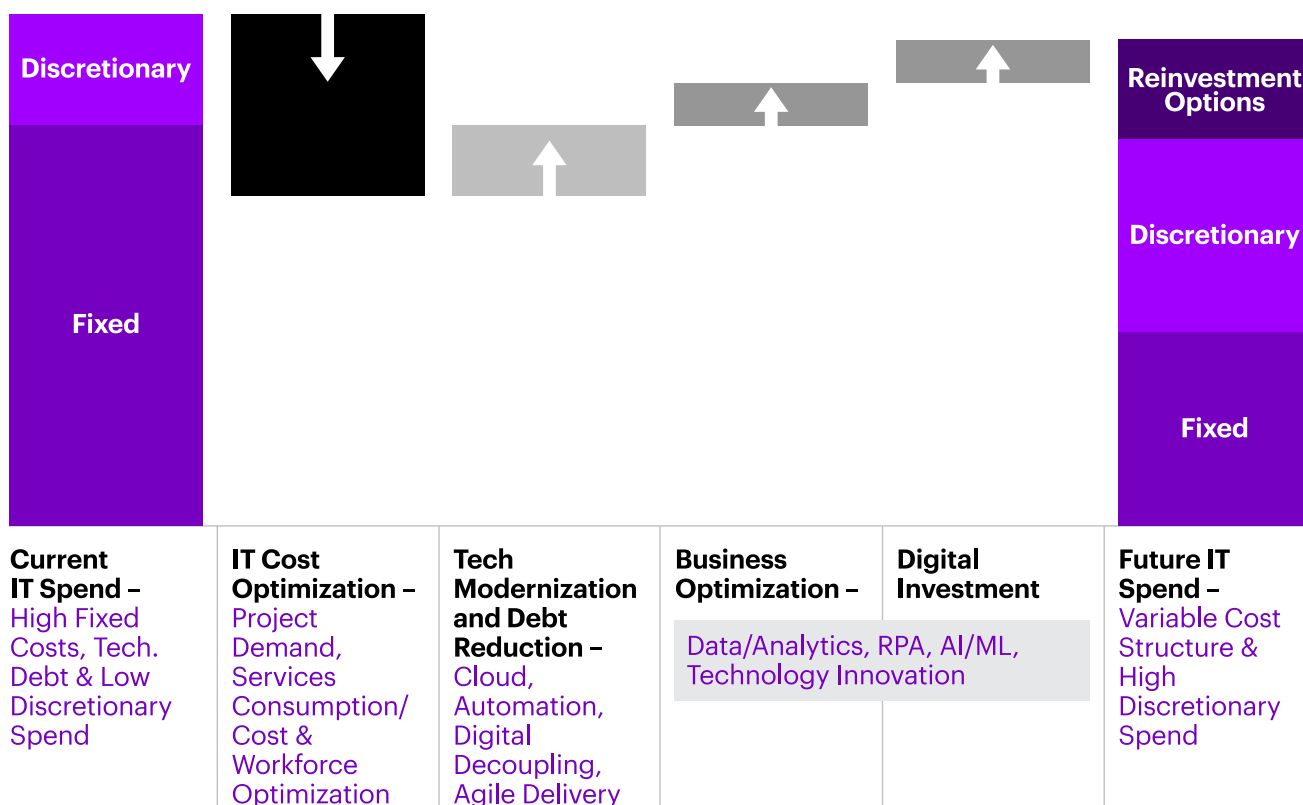 Discretionary
Fixed
Reinvestment
Options
Discretionary
Fixed
Current
IT Spend –
High Fixed
Costs, Tech.
Debt & Low
Discretionary
Spend
IT Cost
Optimization –
Project
Demand,
Services
Consumption/
Cost &
Workforce
Optimization
Tech
Modernization
and Debt
Reduction –
Cloud,
Automation,
Digital
Decoupling,
Agile Delivery
Business
Optimization –
Digital
Investment
Data/Analytics, RPA, AI/ML,
Technology Innovation
Future IT
Spend –
Variable Cost
Structure &
High
Discretionary
Spend